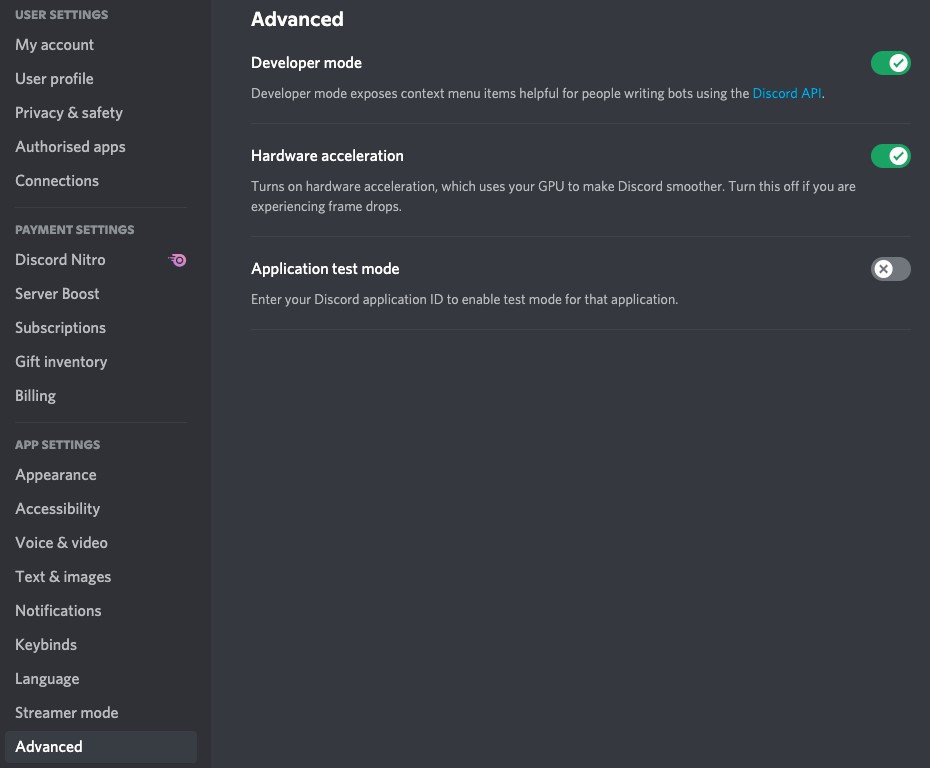 USER SETTINGS
My account
User profile
Privacy & safety
Authorised apps
Connections
PAYMENT SETTINGS
Discord Nitro
Server Boost
Subscriptions
Gift inventory
Billing
APP SETTINGS
Appearance
Accessibility
Voice & video
Text & images
Notifications
Keybinds
Language
Streamer mode
Advanced
Advanced
Developer mode
Developer mode exposes context menu items helpful for people writing bots using the Discord API.
Hardware acceleration
Turns on hardware acceleration, which uses your GPU to make Discord smoother. Turn this off if you are
experiencing frame drops.
Application test mode
Enter your Discord application ID to enable test mode for that application.